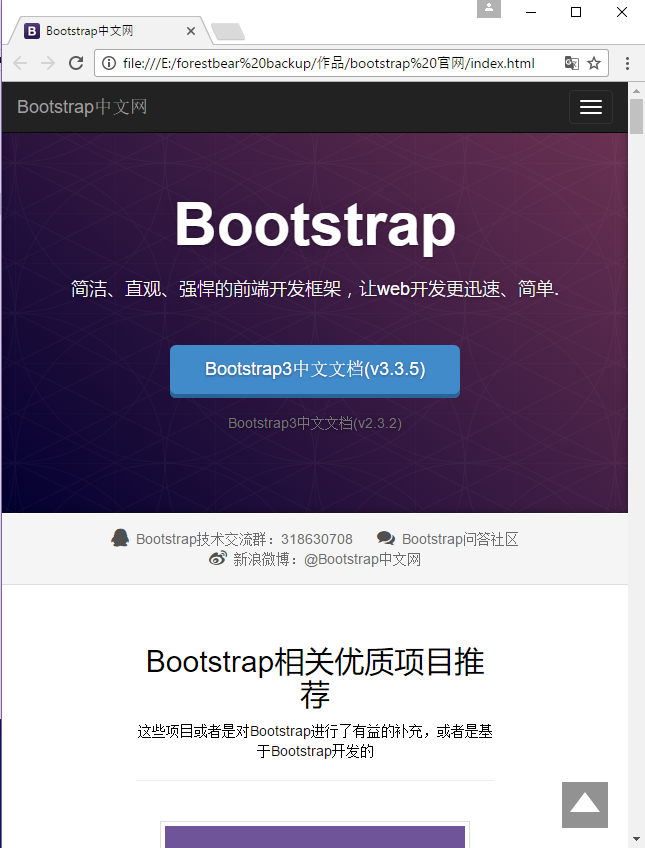 B Bootstrap中文网
file:///E:/forestbear%20backup/作品/bootstrap%20官网/index.html
Bootstrap中文网
Bootstrap
简洁、直观、强悍的前端开发框架，让web开发更迅速、简单.
Bootstrap3中文文档(v3.3.5)
Bootstrap3中文文档(v2.3.2)
Bootstrap技术交流群：318630708 Bootstrap问答社区
新浪微博：@Bootstrap中文网
Bootstrap相关优质项目推
荐
这些项目或者是对Bootstrap进行了有益的补充，或者是基
于Bootstrap开发的